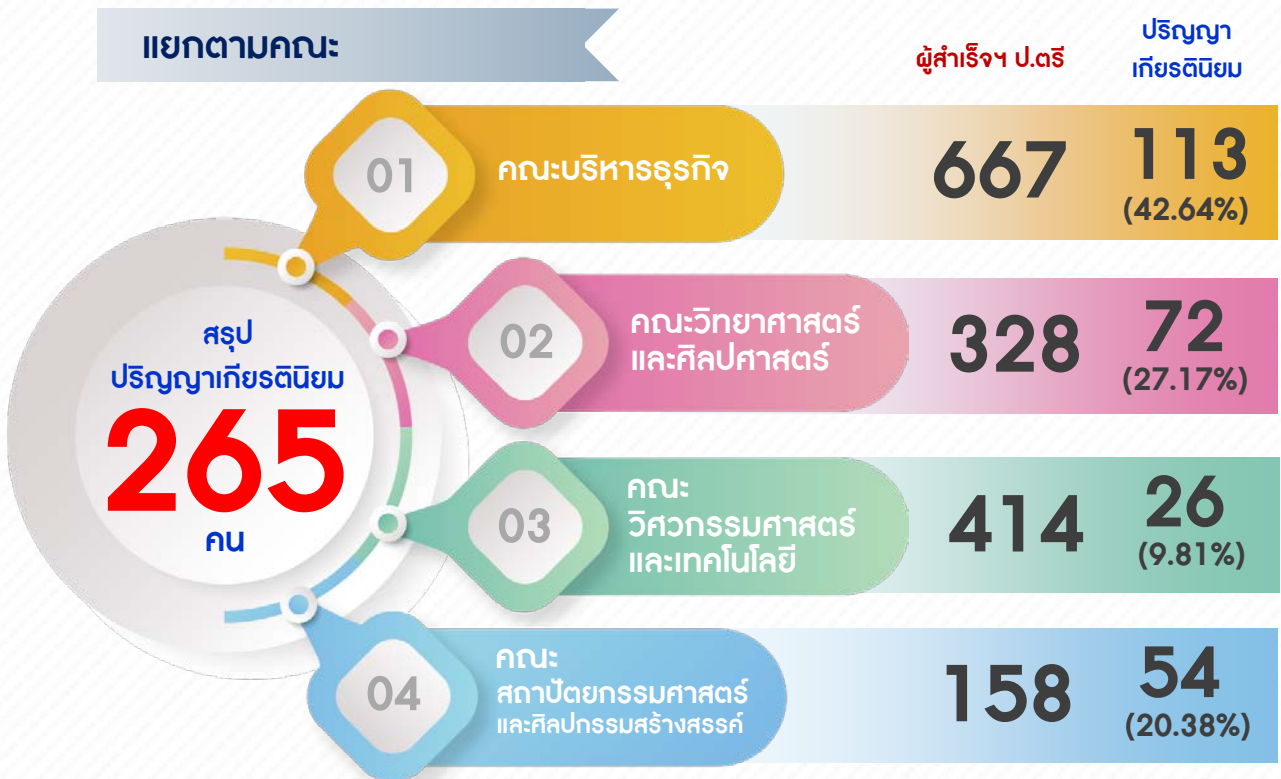 แยกตามคณะ
ผู้สำเร็จฯ ป.ตรี
ปริญญา
เกียรตินิยม
01
คณะบริหารธุรกิจ
667
113
(42.64%)
02
คณะวิทยาศาสตร์
และศิลปศาสตร์
328
72
(27.17%)
สรุป
ปริญญาเกียรตินิยม
265
คน
03
คณะ
วิศวกรรมศาสตร์
และเทคโนโลยี
414
26
(9.81%)
04
คณะ
สถาปัตยกรรมศาสตร์
และศิลปกรรมสร้างสรรค์
158
54
(20.38%)